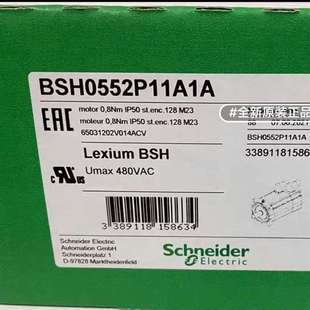 BSH0552P11A1A
#全新原装正品
EAC
motor 0,8Nm IP50 st.enc.128 M23
moteur 0,8Nm IP50 st.enc.128 M23
65031202V014ACV
BSH0552P11A1A
Lexium BSH
33891181586
Umax 480VAC
c UL us
3 389118 158634
Schneider Electric
Automation GmbH
Schneiderplatz 1
D-97828 Marktheidenfeld
Schneider
Electric